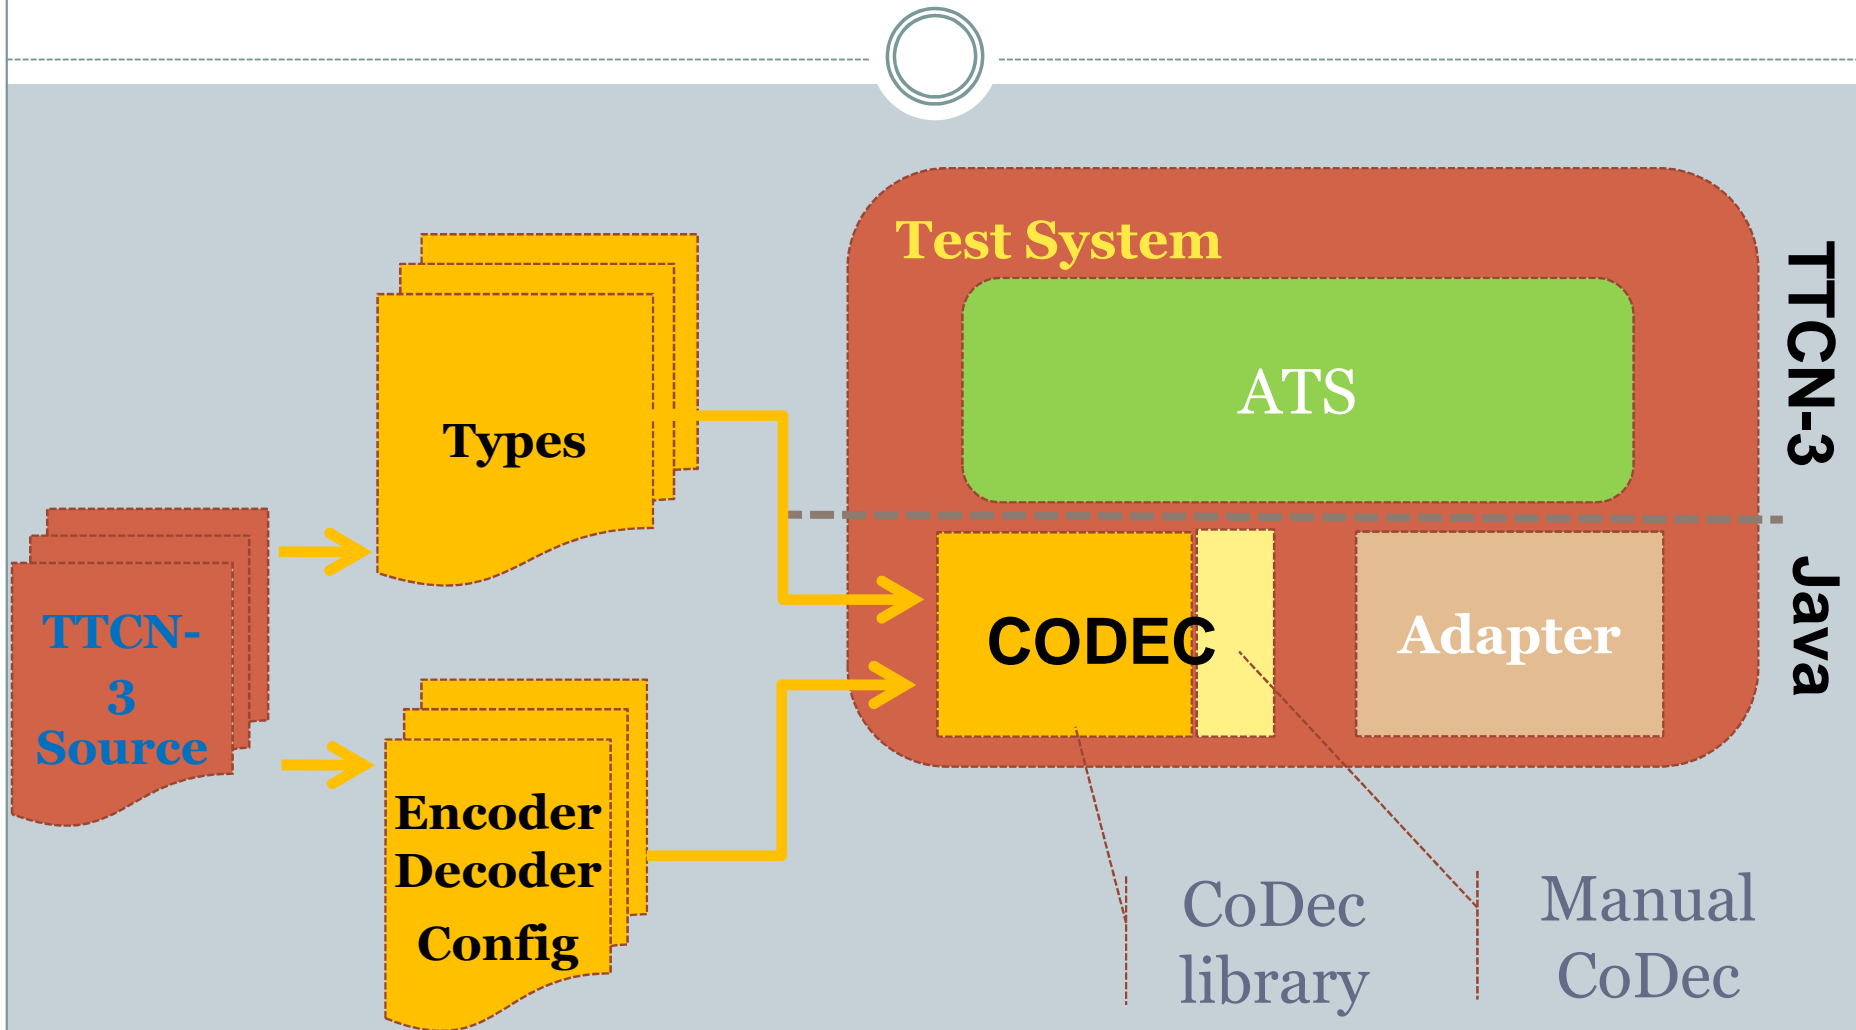 Test System
TTCN-3
ATS
Types
TTCN-
3
Source
CODEC
Adapter
Java
Encoder
Decoder
Config
CoDec
library
Manual
CoDec